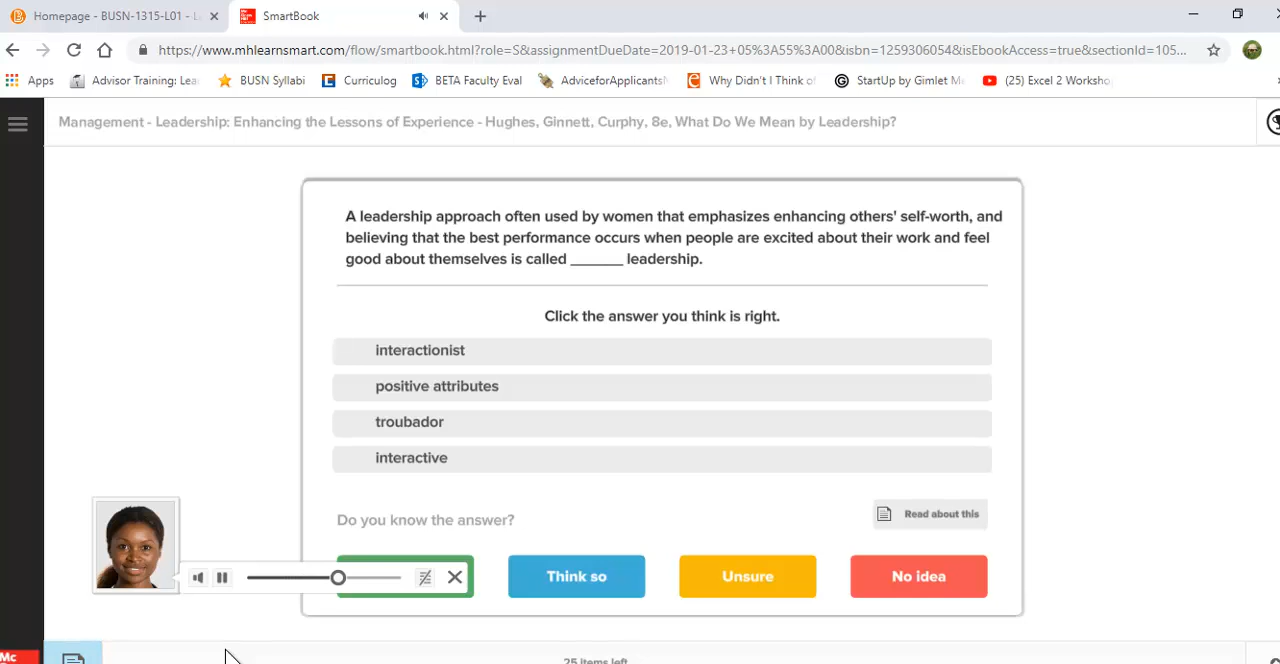 Homepage - BUSN-1315-L01 - L
SmartBook
https://www.mhlearnsmart.com/flow/smartbook.html?role=S&assignmentDueDate=2019-01-23+05%3A55%3A00&isbn=1259306054&isEbookAccess=true&sectionId=105...
Apps Advisor Training: Lea BUSN Syllabi Curriculog BETA Faculty Eval AdviceforApplicants Why Didn't I Think of StartUp by Gimlet Me (25) Excel 2 Worksho
Management - Leadership: Enhancing the Lessons of Experience - Hughes, Ginnett, Curphy, 8e, What Do We Mean by Leadership?
A leadership approach often used by women that emphasizes enhancing others' self-worth, and
believing that the best performance occurs when people are excited about their work and feel
good about themselves is called _______ leadership.
Click the answer you think is right.
interactionist
positive attributes
troubador
interactive
Do you know the answer?
Read about this
Think so
Unsure
No idea
Mc
25 items left